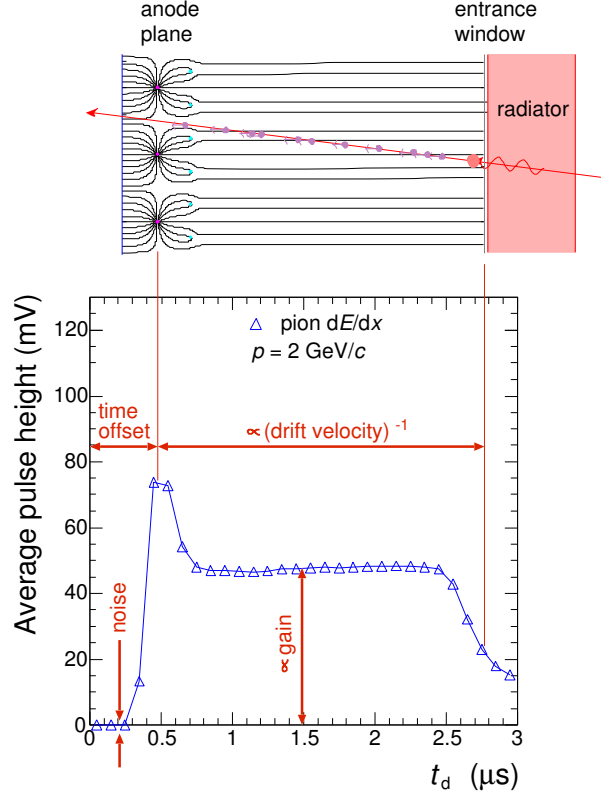 anode
plane
entrance
window
radiator
Average pulse height (mV)
120
100
80
60
40
20
0
pion dE/dx
p = 2 GeV/c
time
offset
∝ (drift velocity) -1
noise
∝ gain
0
0.5
1
1.5
2
2.5
3
td (μs)